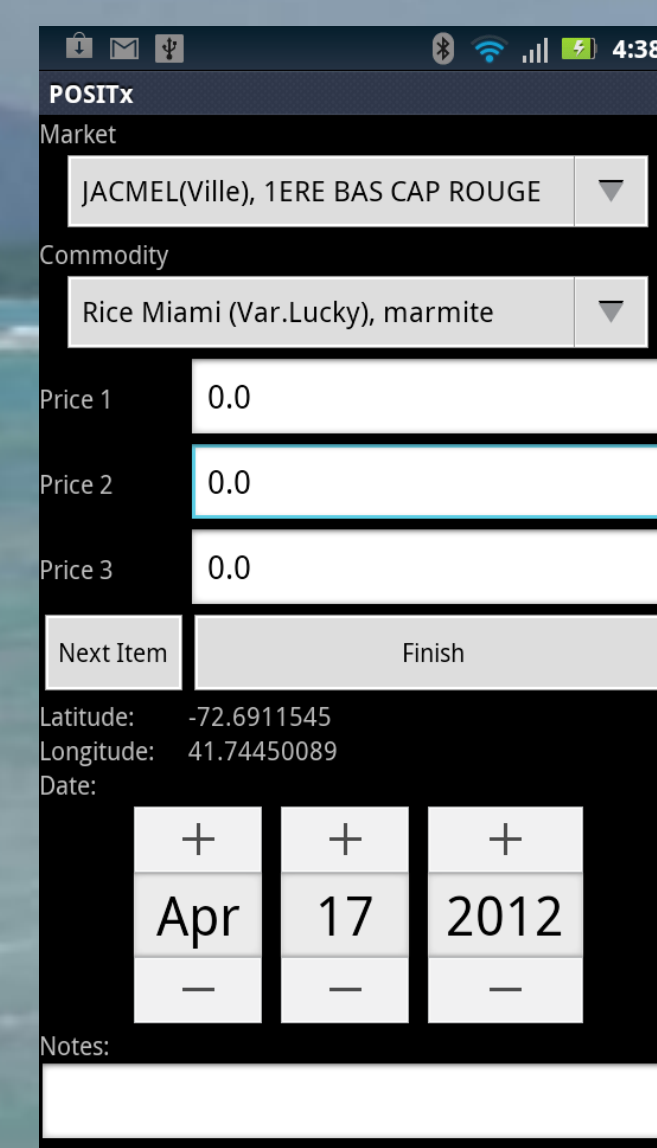 4:38
POSITx
Market
JACMEL(Ville), 1ERE BAS CAP ROUGE
Commodity
Rice Miami (Var.Lucky), marmite
Price 1 0.0
Price 2 0.0
Price 3 0.0
Next Item Finish
Latitude: -72.6911545
Longitude: 41.74450089
Date:
+ + +
Apr 17 2012
− − −
Notes: